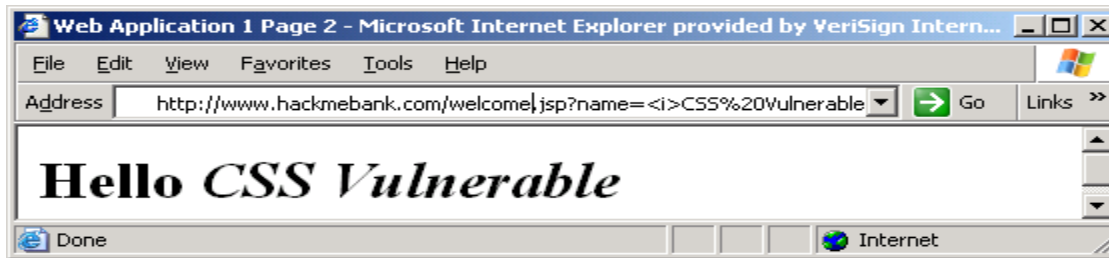 Web Application 1 Page 2 - Microsoft Internet Explorer provided by VeriSign Intern...
File Edit View Favorites Tools Help
Address http://www.hackmebank.com/welcome.jsp?name=<i>CSS%20Vulnerable Go Links »
Hello CSS Vulnerable
Done Internet